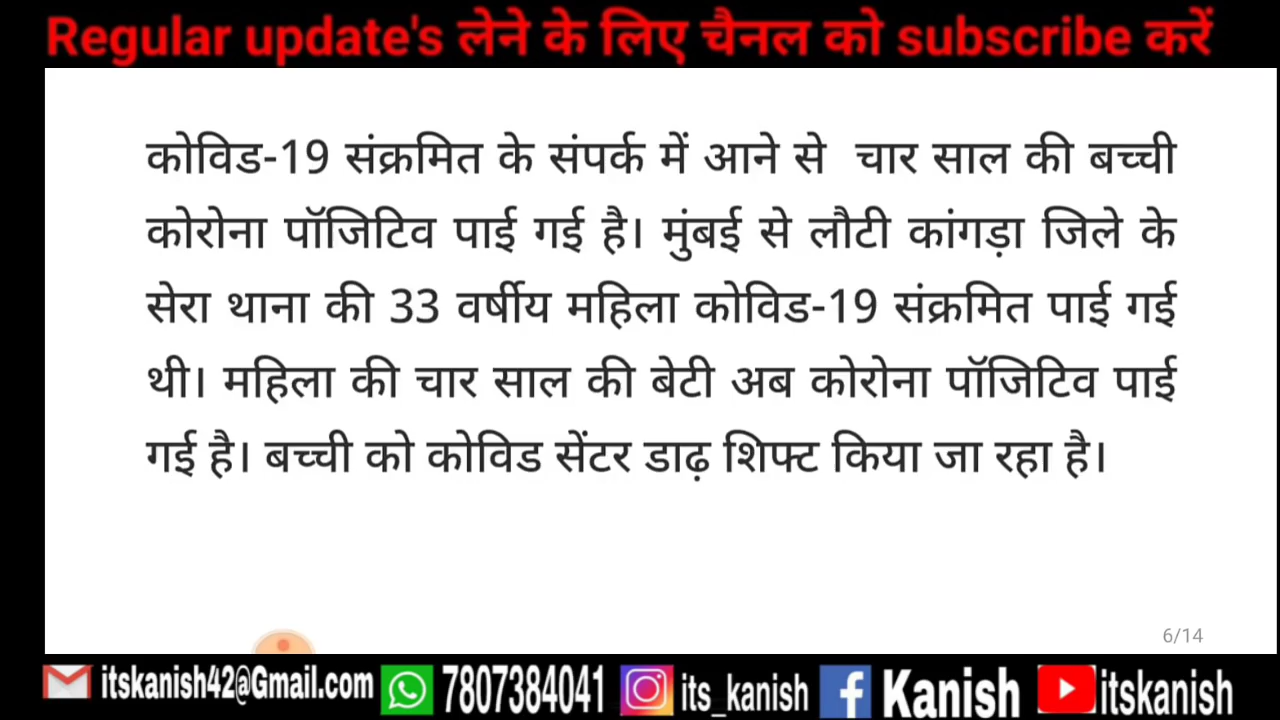 Regular update's लेने के लिए चैनल को subscribe करें
कोविड-19 संक्रमित के संपर्क में आने से चार साल की बच्ची
कोरोना पॉजिटिव पाई गई है। मुंबई से लौटी कांगड़ा जिले के
सेरा थाना की 33 वर्षीय महिला कोविड-19 संक्रमित पाई गई
थी। महिला की चार साल की बेटी अब कोरोना पॉजिटिव पाई
गई है। बच्ची को कोविड सेंटर डाढ़ शिफ्ट किया जा रहा है।
6/14
itskanish42@Gmail.com 7807384041 its_kanish Kanish itskanish